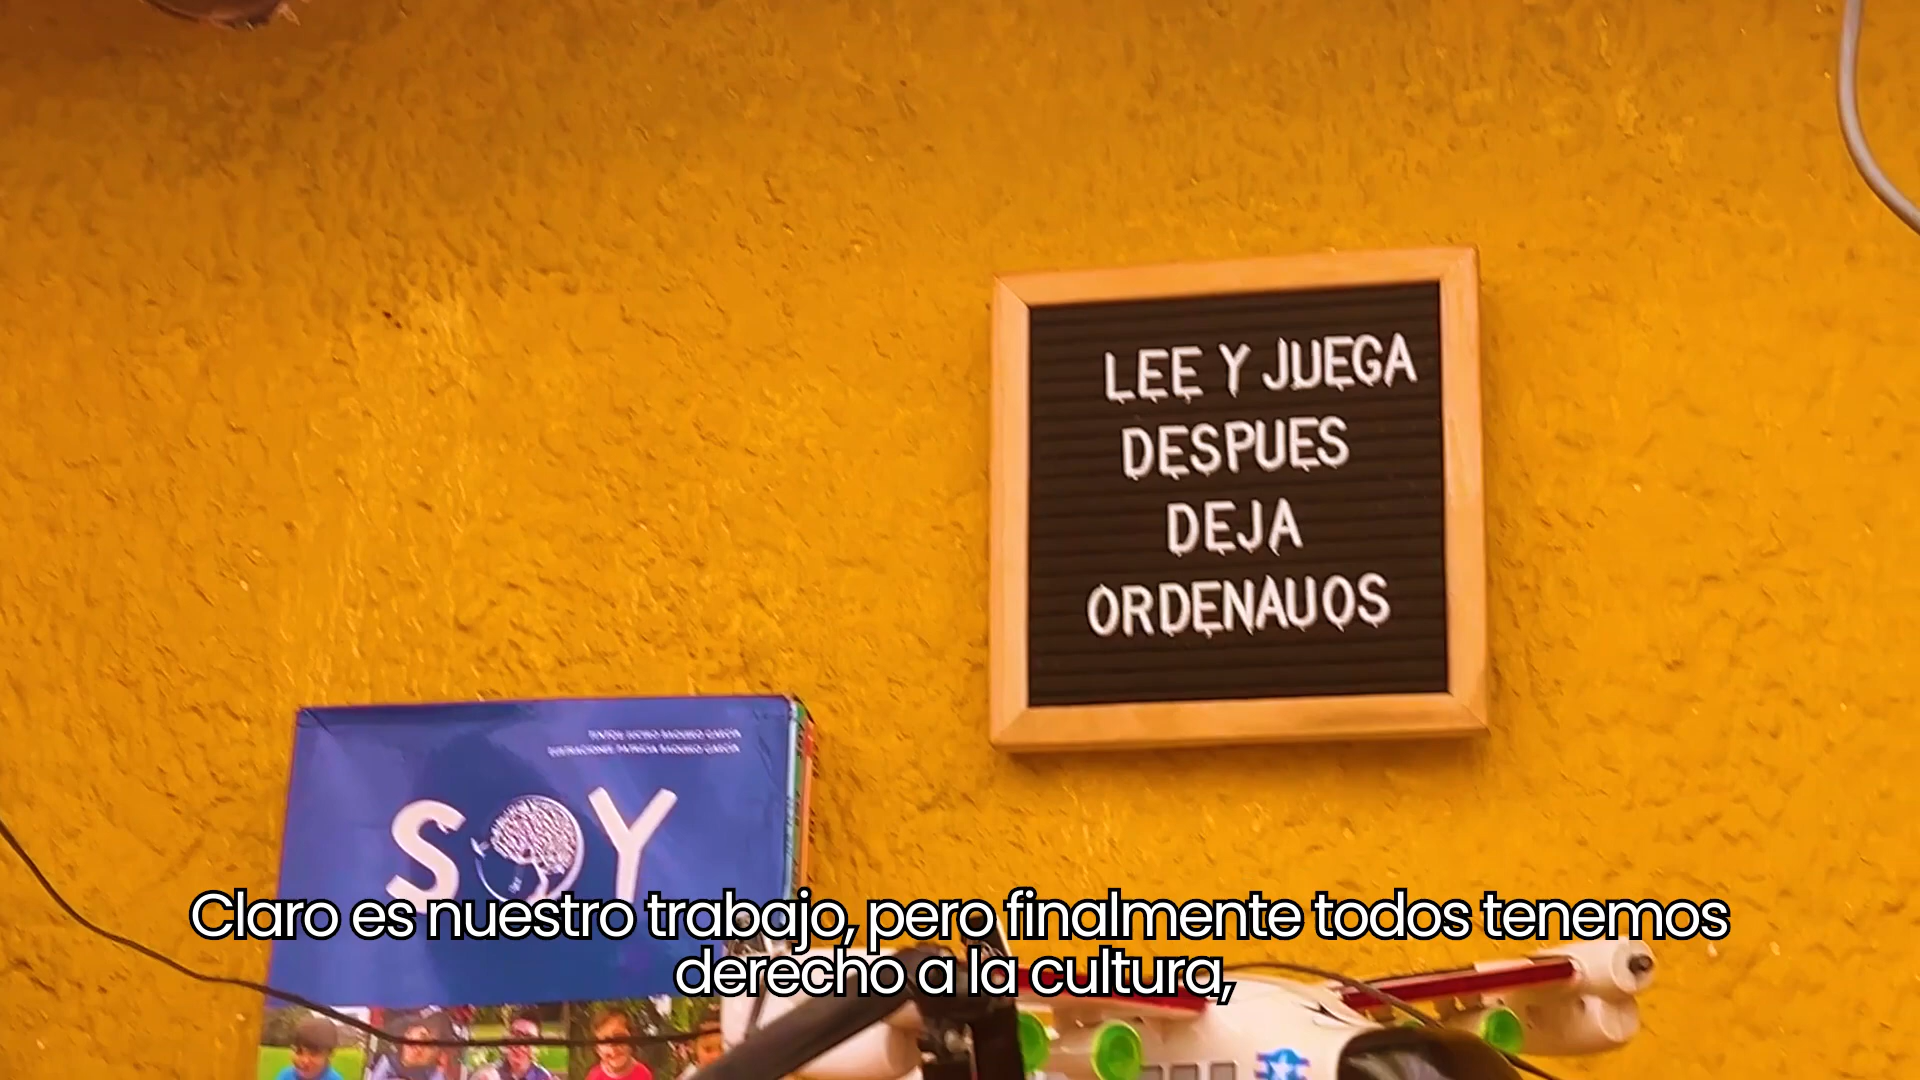 LEE Y JUEGA
DESPUES
DEJA
ORDENAUOS
SOY
Claro es nuestro trabajo, pero finalmente todos tenemos
derecho a la cultura,